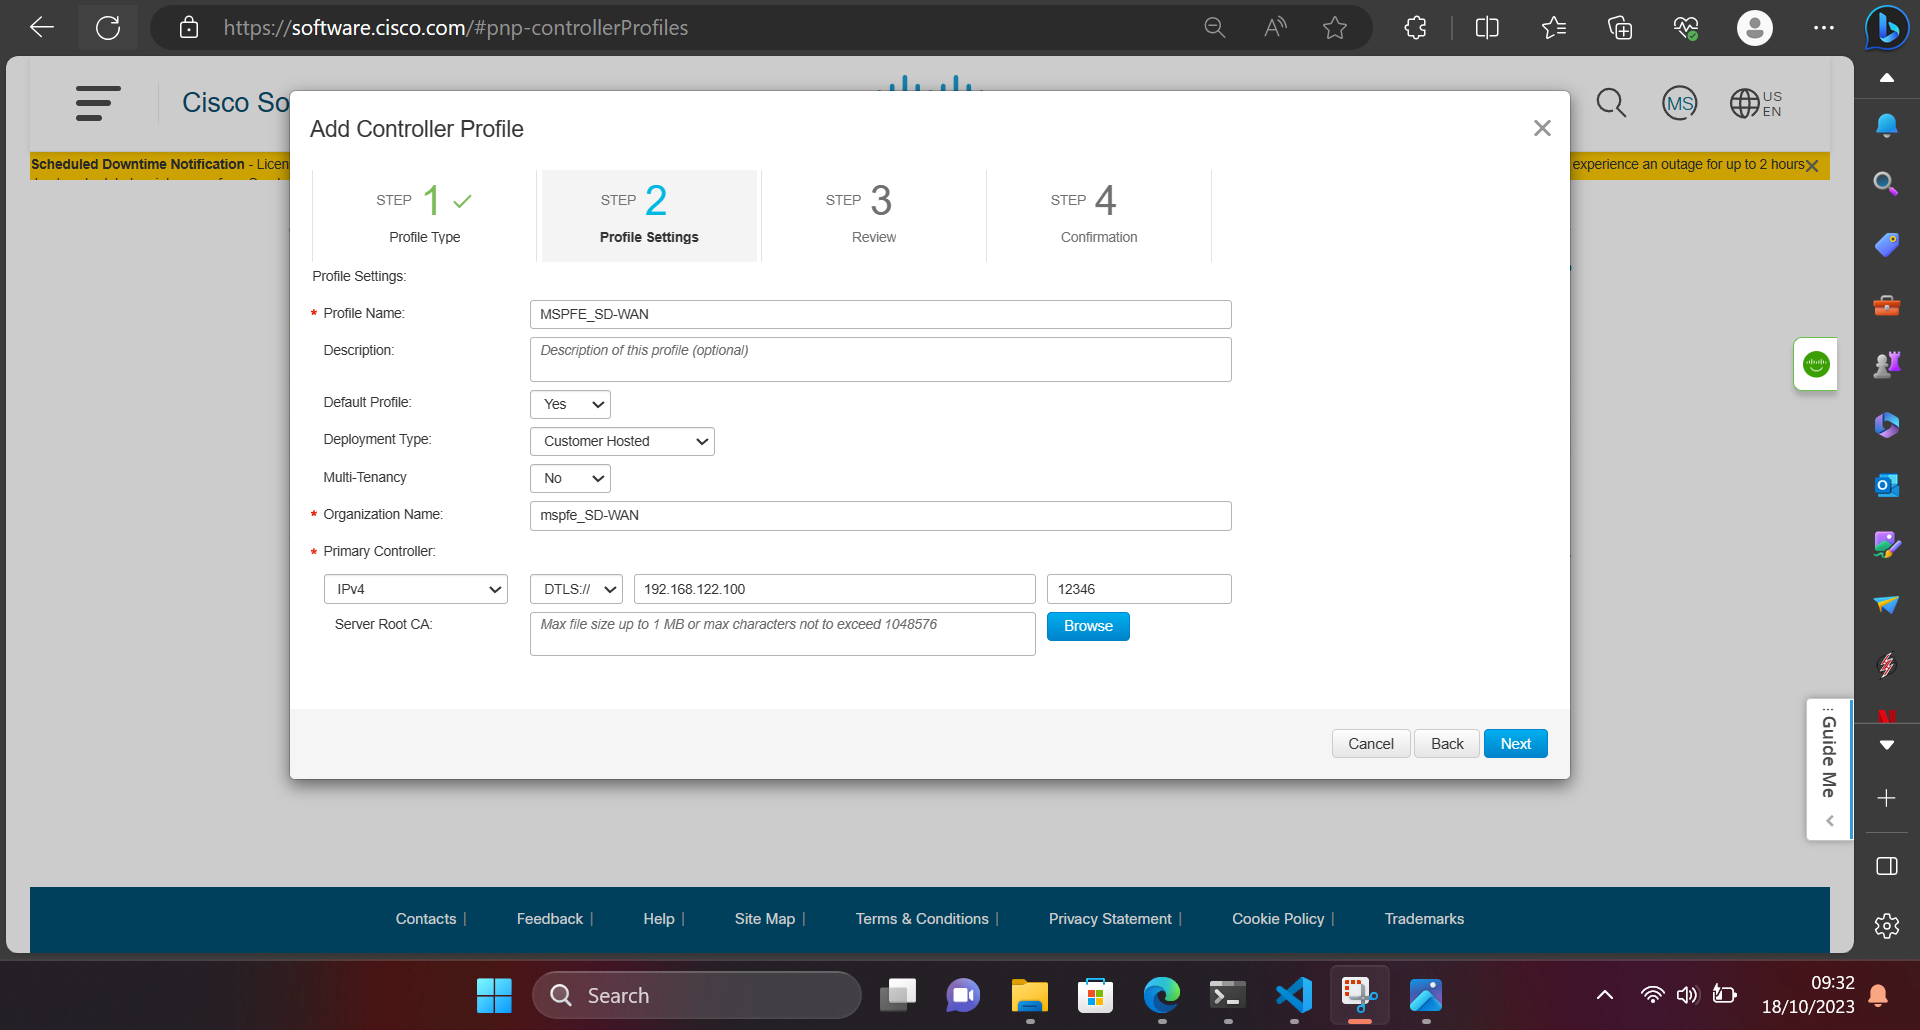 https://software.cisco.com/#pnp-controllerProfiles
Cisco So
MS
US
EN
Add Controller Profile
Scheduled Downtime Notification - Licen
experience an outage for up to 2 hours
STEP 1
Profile Type
STEP 2
Profile Settings
STEP 3
Review
STEP 4
Confirmation
Profile Settings:
* Profile Name:
MSPFE_SD-WAN
Description:
Description of this profile (optional)
Default Profile:
Yes
Deployment Type:
Customer Hosted
Multi-Tenancy
No
* Organization Name:
mspfe_SD-WAN
* Primary Controller:
IPv4
DTLS://
192.168.122.100
12346
Server Root CA:
Max file size up to 1 MB or max characters not to exceed 1048576
Browse
Cancel
Back
Next
Guide Me
Contacts |
Feedback |
Help |
Site Map |
Terms & Conditions |
Privacy Statement |
Cookie Policy |
Trademarks
Search
09:32
18/10/2023